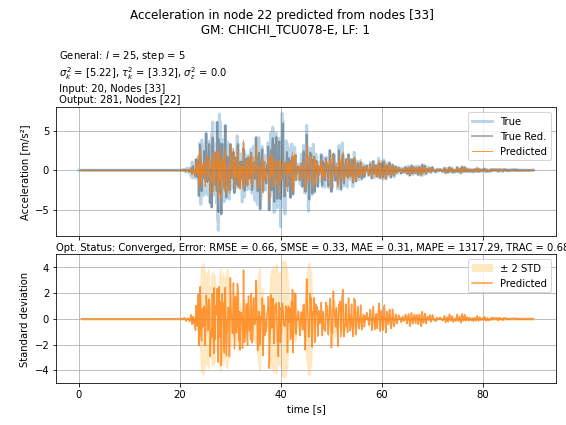 Acceleration in node 22 predicted from nodes [33]
GM: CHICHI_TCU078-E, LF: 1
General: l = 25, step = 5
σ²ₖ = [5.22], τ²ₖ = [3.32], σ²ε = 0.0
Input: 20, Nodes [33]
Output: 281, Nodes [22]
Acceleration [m/s²]
5
0
−5
True
True Red.
Predicted
Opt. Status: Converged, Error: RMSE = 0.66, SMSE = 0.33, MAE = 0.31, MAPE = 1317.29, TRAC = 0.68
Standard deviation
4
2
0
−2
−4
± 2 STD
Predicted
0 20 40 60 80
time [s]